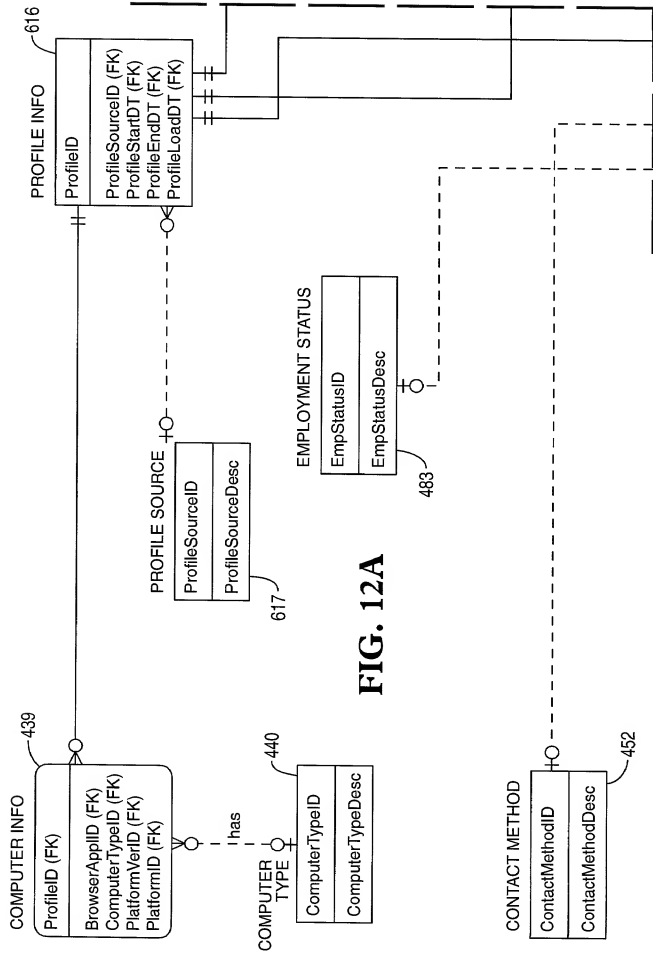 COMPUTER INFO
439
ProfileID (FK)
BrowserApplID (FK)
ComputerTypeID (FK)
PlatformVerID (FK)
PlatformID (FK)
has
COMPUTER
TYPE
440
ComputerTypeID
ComputerTypeDesc
PROFILE INFO
616
ProfileID
ProfileSourceID (FK)
ProfileStartDT (FK)
ProfileEndDT (FK)
ProfileLoadDT (FK)
PROFILE SOURCE
ProfileSourceID
ProfileSourceDesc
617
EMPLOYMENT STATUS
EmpStatusID
EmpStatusDesc
483
FIG. 12A
CONTACT METHOD
ContactMethodID
ContactMethodDesc
452